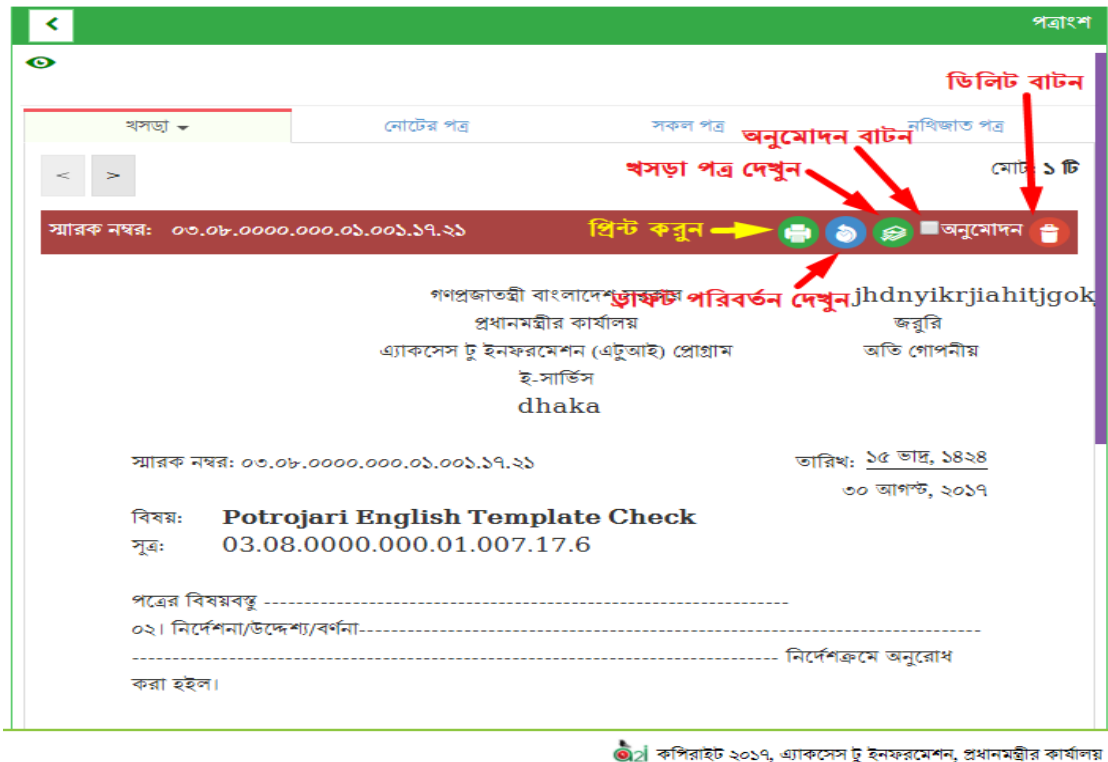 পত্রাংশ
ডিলিট বাটন
খসড়া নোটের পত্র সকল পত্র নথিজাত পত্র
অনুমোদন বাটন
< > খসড়া পত্র দেখুন মোট ১ টি
স্মারক নম্বর: ০৩.০৮.০০০০.০০০.০১.০০১.১৭.২১ প্রিন্ট করুন অনুমোদন
গণপ্রজাতন্ত্রী বাংলাদেশ সরকার ড্রাফট পরিবর্তন দেখুন jhdnyikrjiahitjgok
প্রধানমন্ত্রীর কার্যালয় জরুরি
এ্যাকসেস টু ইনফরমেশন (এটুআই) প্রোগ্রাম অতি গোপনীয়
ই-সার্ভিস
dhaka
স্মারক নম্বর: ০৩.০৮.০০০০.০০০.০১.০০১.১৭.২১ তারিখ: ১৫ ভাদ্র, ১৪২৪
৩০ আগস্ট, ২০১৭
বিষয়: Potrojari English Template Check
সূত্র: 03.08.0000.000.01.007.17.6
পত্রের বিষয়বস্তু ------------------------------------------------------------------
০২। নির্দেশনা/উদ্দেশ্য/বর্ণনা------------------------------------------------------------------------------
--------------------------------------------------------------------------------- নির্দেশক্রমে অনুরোধ
করা হইল।
a2i কপিরাইট ২০১৭, এ্যাকসেস টু ইনফরমেশন, প্রধানমন্ত্রীর কার্যালয়